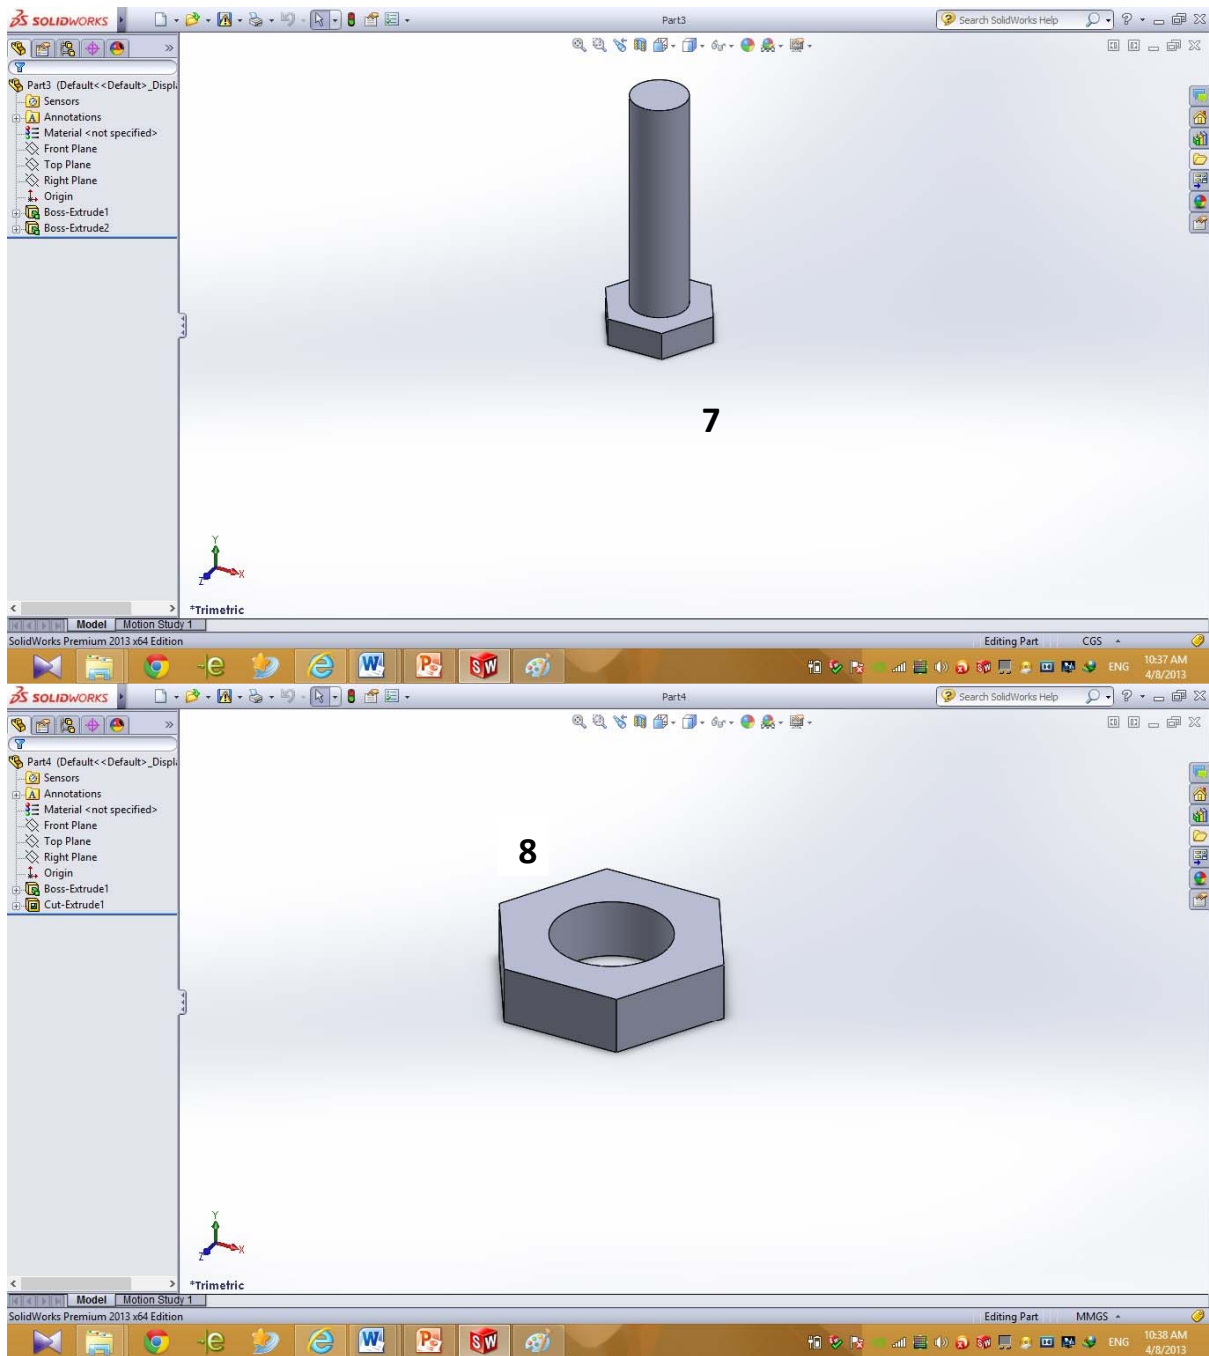 SOLIDWORKS
Part3
Search SolidWorks Help
Part3 (Default<<Default>_Displ
Sensors
Annotations
Material <not specified>
Front Plane
Top Plane
Right Plane
Origin
Boss-Extrude1
Boss-Extrude2
7
Y
X
Z
*Trimetric
Model Motion Study 1
SolidWorks Premium 2013 x64 Edition
Editing Part
CGS
ENG
10:37 AM
4/8/2013
SOLIDWORKS
Part4
Search SolidWorks Help
Part4 (Default<<Default>_Displ
Sensors
Annotations
Material <not specified>
Front Plane
Top Plane
Right Plane
Origin
Boss-Extrude1
Cut-Extrude1
8
Y
X
Z
*Trimetric
Model Motion Study 1
SolidWorks Premium 2013 x64 Edition
Editing Part
MMGS
ENG
10:38 AM
4/8/2013